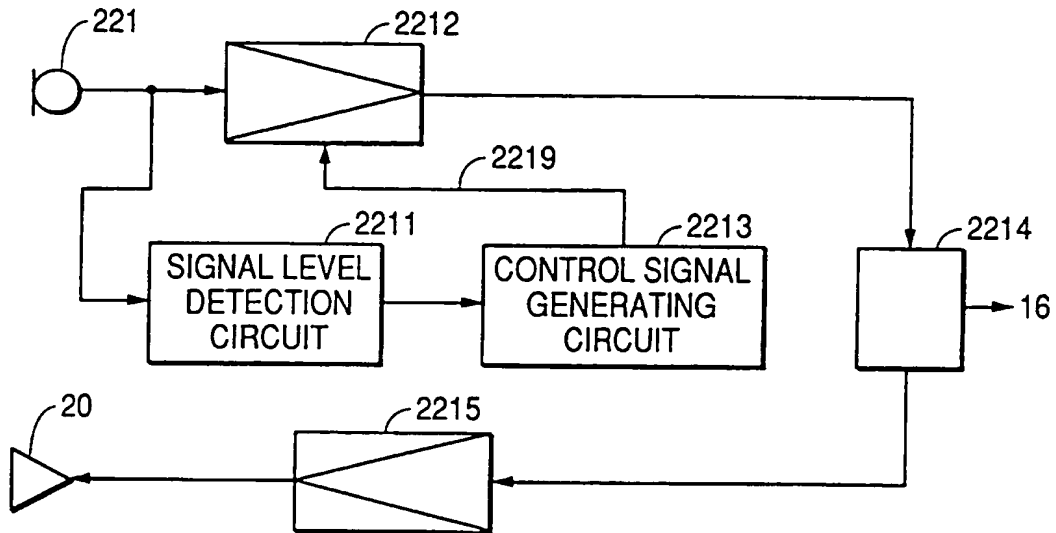 221
2212
2219
2211
SIGNAL LEVEL
DETECTION
CIRCUIT
2213
CONTROL SIGNAL
GENERATING
CIRCUIT
2214
16
20
2215